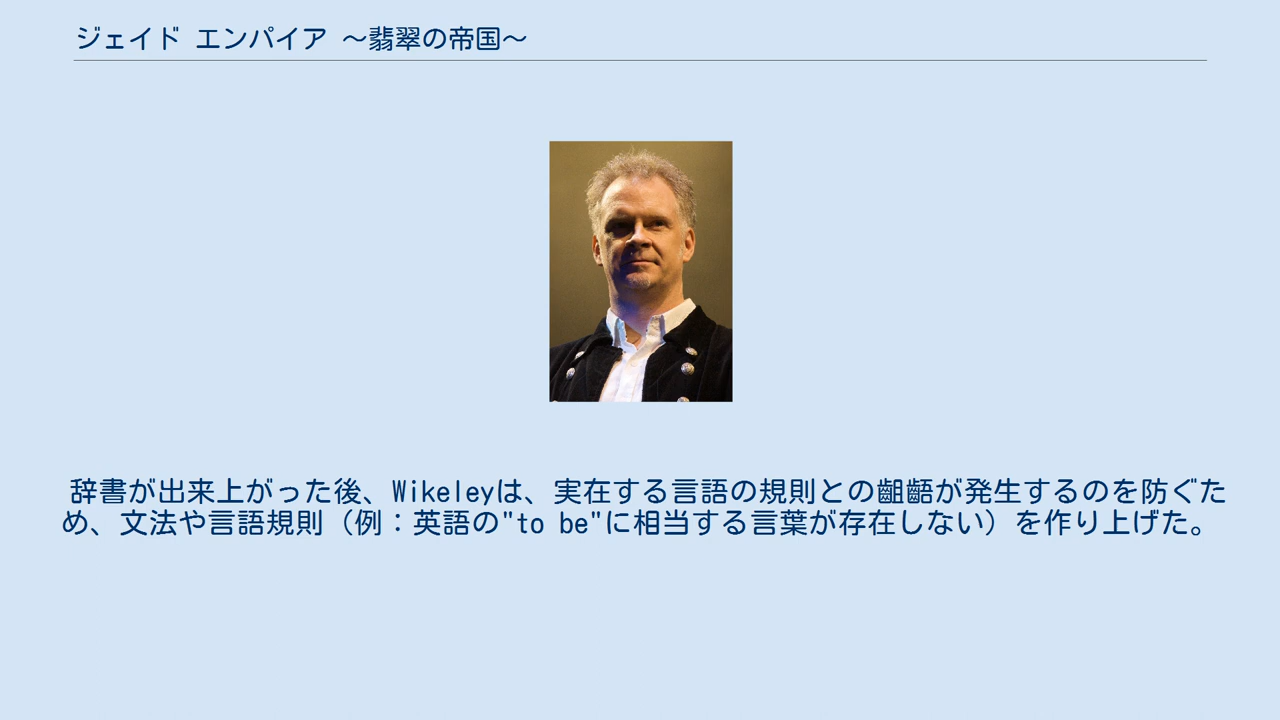 ジェイド エンパイア ～翡翠の帝国～
辞書が出来上がった後、Wikeleyは、実在する言語の規則との齟齬が発生するのを防ぐた
め、文法や言語規則（例：英語の"to be"に相当する言葉が存在しない）を作り上げた。